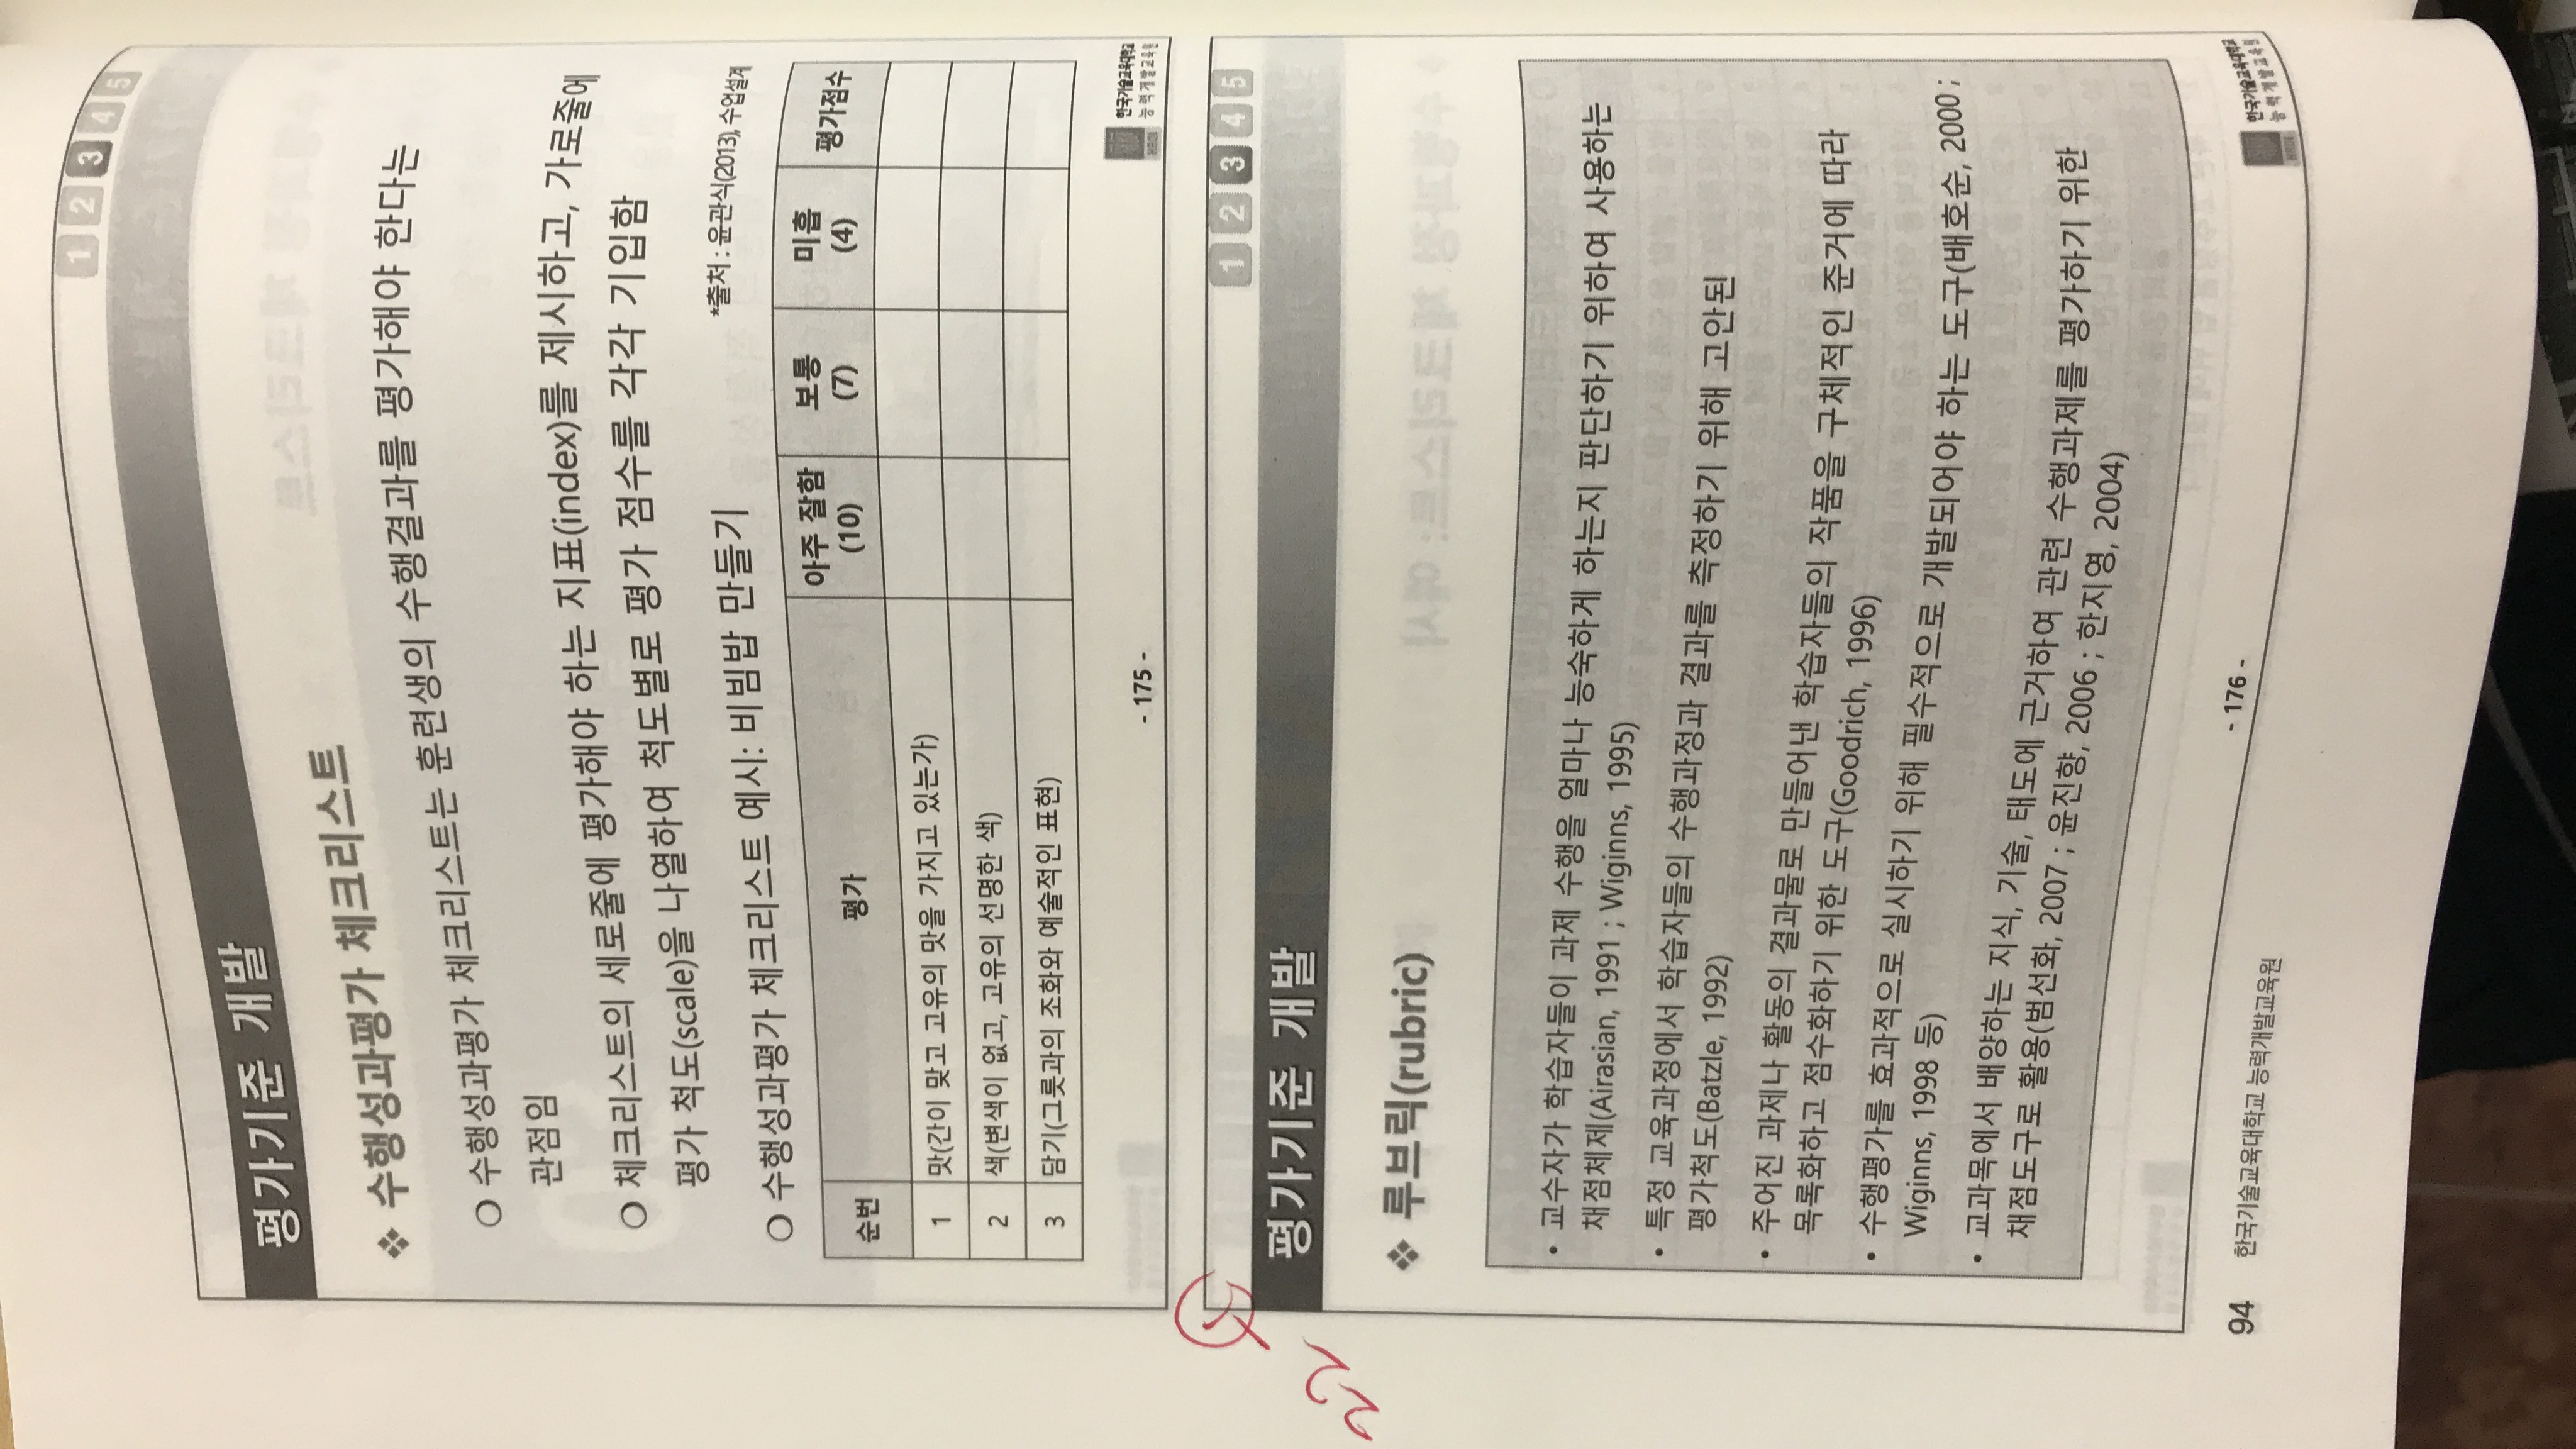 1 2 3 4 5
평가기준 개발
❖ 수행성과평가 체크리스트
❍ 수행성과평가 체크리스트는 훈련생의 수행결과를 평가해야 한다는
관점임
❍ 체크리스트의 세로줄에 평가해야 하는 지표(index)를 제시하고, 가로줄에
평가 척도(scale)을 나열하여 척도별로 평가 점수를 각각 기입함
❍ 수행성과평가 체크리스트 예시: 비빔밥 만들기
*출처 : 윤관식(2013), 수업설계
순번 평가 아주 잘함 (10) 보통 (7) 미흡 (4) 평가점수
1 맛(간이 맞고 고유의 맛을 가지고 있는가)
2 색(변색이 없고, 고유의 선명한 색)
3 담기(그릇과의 조화와 예술적인 표현)
- 175 -
한국기술교육대학교
능력개발교육원
22
1 2 3 4 5
평가기준 개발
❖ 루브릭(rubric)
• 교수자가 학습자들이 과제 수행을 얼마나 능숙하게 하는지 판단하기 위하여 사용하는
채점체제(Airasian, 1991 ; Wiginns, 1995)
• 특정 교육과정에서 학습자들의 수행과정과 결과를 측정하기 위해 고안된
평가척도(Batzle, 1992)
• 주어진 과제나 활동의 결과물로 만들어낸 학습자들의 작품을 구체적인 준거에 따라
목록화하고 점수화하기 위한 도구(Goodrich, 1996)
• 수행평가를 효과적으로 실시하기 위해 필수적으로 개발되어야 하는 도구(배호순, 2000 ;
Wiginns, 1998 등)
• 교과목에서 배양하는 지식, 기술, 태도에 근거하여 관련 수행과제를 평가하기 위한
채점도구로 활용(범선화, 2007 ; 윤진향, 2006 ; 한지영, 2004)
- 176 -
한국기술교육대학교
능력개발교육원
94 한국기술교육대학교 능력개발교육원